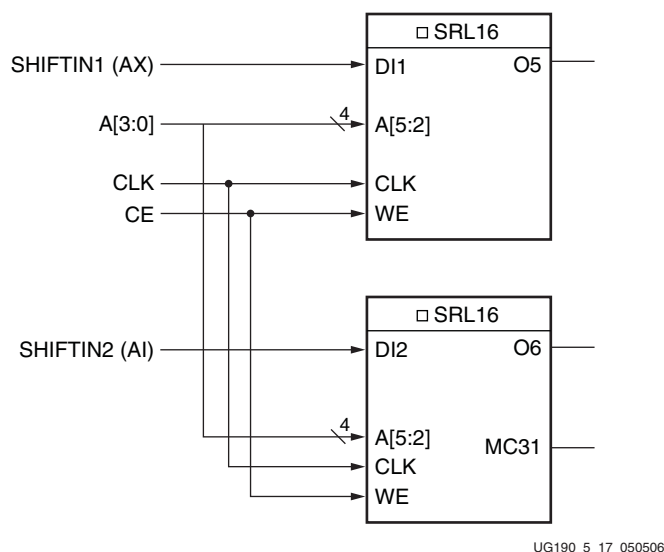 SRL16
SHIFTIN1 (AX)
DI1
O5
A[3:0]
4
A[5:2]
CLK
CLK
CE
WE
SRL16
SHIFTIN2 (AI)
DI2
O6
4
A[5:2]
MC31
CLK
WE
UG190_5_17_050506